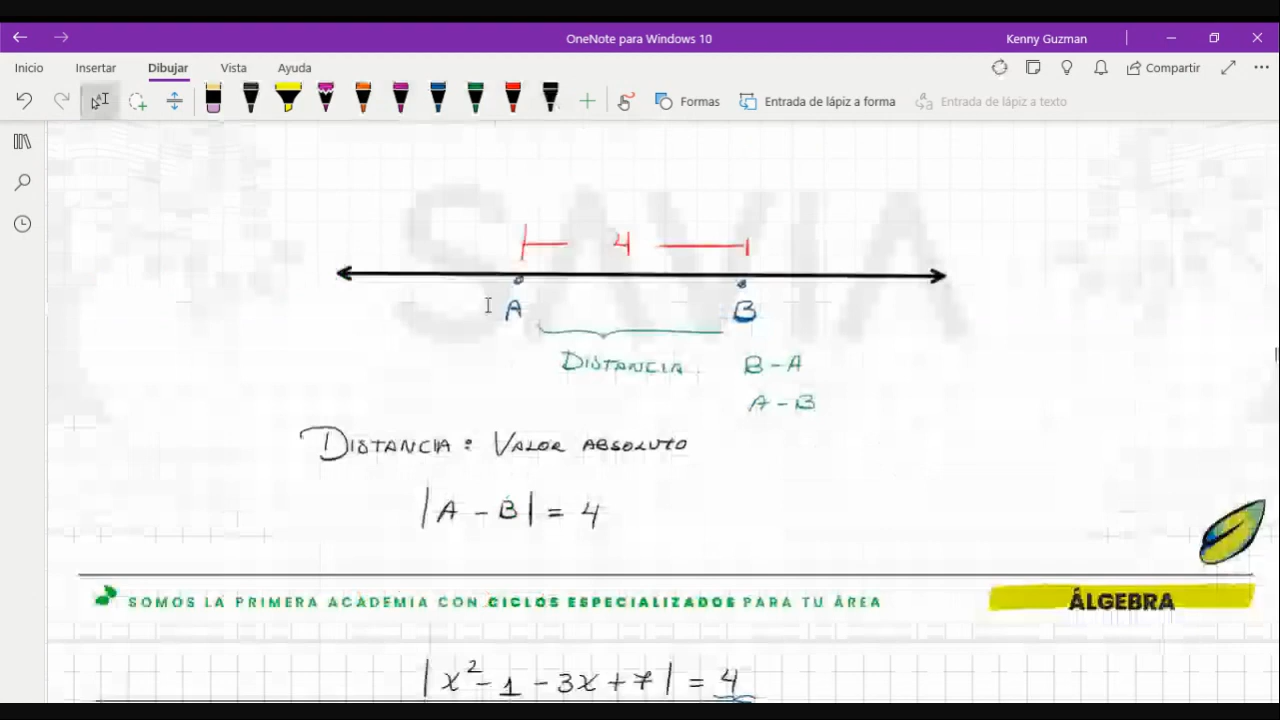 OneNote para Windows 10
Kenny Guzman
Inicio Insertar Dibujar Vista Ayuda
Compartir
Formas Entrada de lápiz a forma Entrada de lápiz a texto
SAVIA
4
A B
DISTANCIA. B - A
A - B
DISTANCIA: VALOR ABSOLUTO
|A - B| = 4
SOMOS LA PRIMERA ACADEMIA CON CICLOS ESPECIALIZADOS PARA TU ÁREA
ÁLGEBRA
|x² - 1 - 3x + 7| = 4